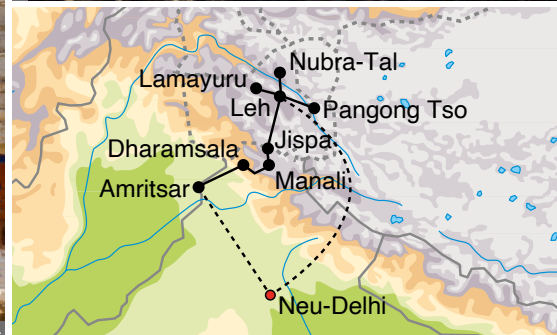 Nubra-Tal
Lamayuru
Leh
Pangong Tso
Jispa
Dharamsala
Manali
Amritsar
Neu-Delhi